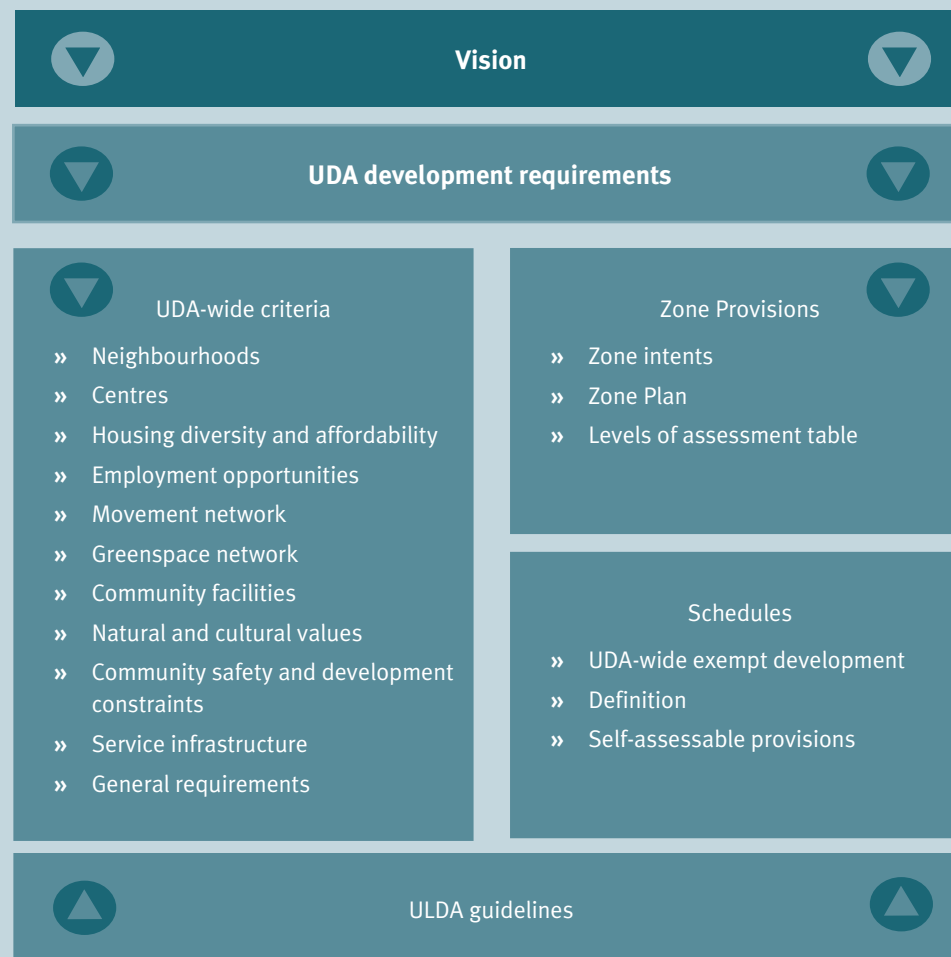 Vision
UDA development requirements
UDA-wide criteria
» Neighbourhoods
» Centres
» Housing diversity and affordability
» Employment opportunities
» Movement network
» Greenspace network
» Community facilities
» Natural and cultural values
» Community safety and development
constraints
» Service infrastructure
» General requirements
Zone Provisions
» Zone intents
» Zone Plan
» Levels of assessment table
Schedules
» UDA-wide exempt development
» Definition
» Self-assessable provisions
ULDA guidelines